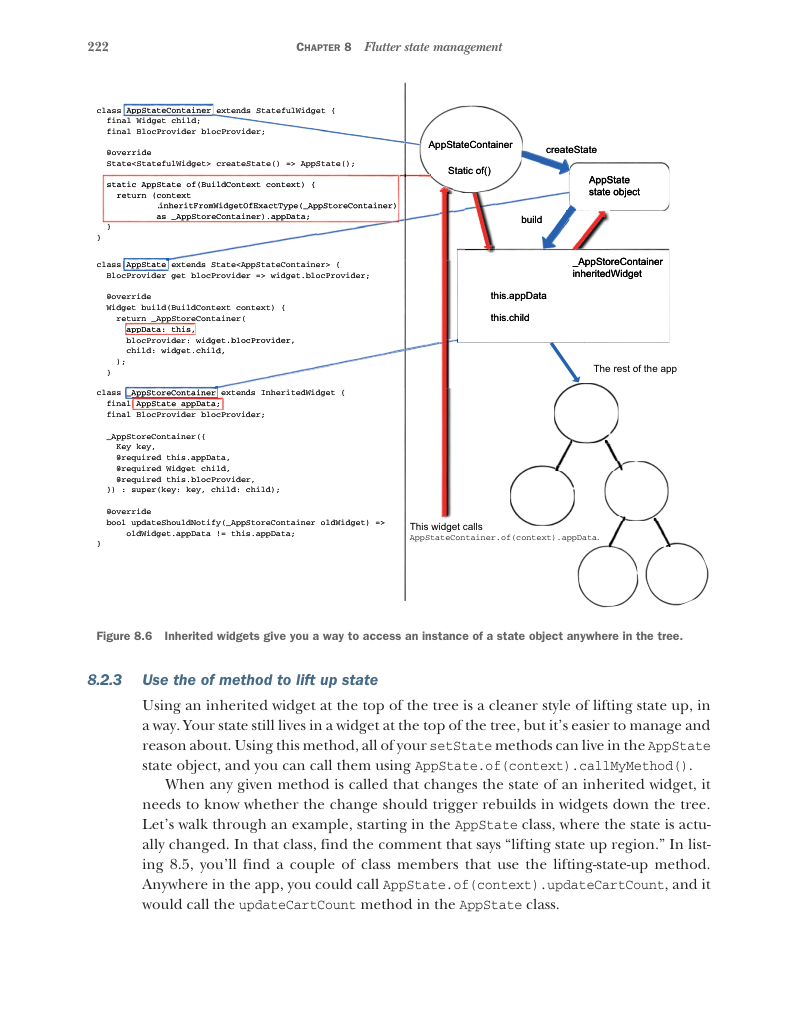 222
CHAPTER 8 Flutter state management
class AppStateContainer extends StatefulWidget {
final Widget child;
final BlocProvider blocProvider;
@override
State<StatefulWidget> createState() => AppState();
static AppState of(BuildContext context) {
return (context
.inheritFromWidgetOfExactType(_AppStoreContainer)
as _AppStoreContainer).appData;
}
}
class AppState extends State<AppStateContainer> {
BlocProvider get blocProvider => widget.blocProvider;
@override
Widget build(BuildContext context) {
return _AppStoreContainer(
appData: this,
blocProvider: widget.blocProvider,
child: widget.child,
);
}
class _AppStoreContainer extends InheritedWidget {
final AppState appData;
final BlocProvider blocProvider;
_AppStoreContainer({
Key key,
@required this.appData,
@required Widget child,
@required this.blocProvider,
}) : super(key: key, child: child);
@override
bool updateShouldNotify(_AppStoreContainer oldWidget) =>
oldWidget.appData != this.appData;
}
AppStateContainer
Static of()
createState
AppState
state object
build
_AppStoreContainer
inheritedWidget
this.appData
this.child
The rest of the app
This widget calls
AppStateContainer.of(context).appData.
Figure 8.6 Inherited widgets give you a way to access an instance of a state object anywhere in the tree.
8.2.3 Use the of method to lift up state
Using an inherited widget at the top of the tree is a cleaner style of lifting state up, in
a way. Your state still lives in a widget at the top of the tree, but it's easier to manage and
reason about. Using this method, all of your setState methods can live in the AppState
state object, and you can call them using AppState.of(context).callMyMethod().
When any given method is called that changes the state of an inherited widget, it
needs to know whether the change should trigger rebuilds in widgets down the tree.
Let's walk through an example, starting in the AppState class, where the state is actu-
ally changed. In that class, find the comment that says "lifting state up region." In list-
ing 8.5, you'll find a couple of class members that use the lifting-state-up method.
Anywhere in the app, you could call AppState.of(context).updateCartCount, and it
would call the updateCartCount method in the AppState class.